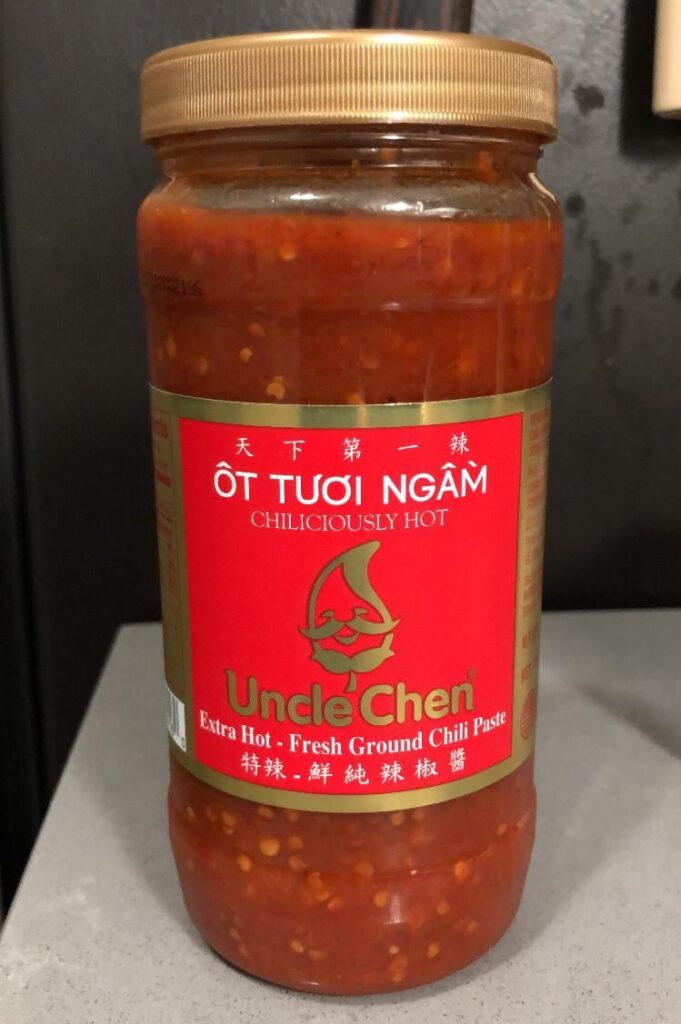 天下第一辣
ÔT TƯƠI NGÂM
CHILICIOUSLY HOT
Uncle Chen®
Extra Hot - Fresh Ground Chili Paste
特辣-鮮純辣椒醬